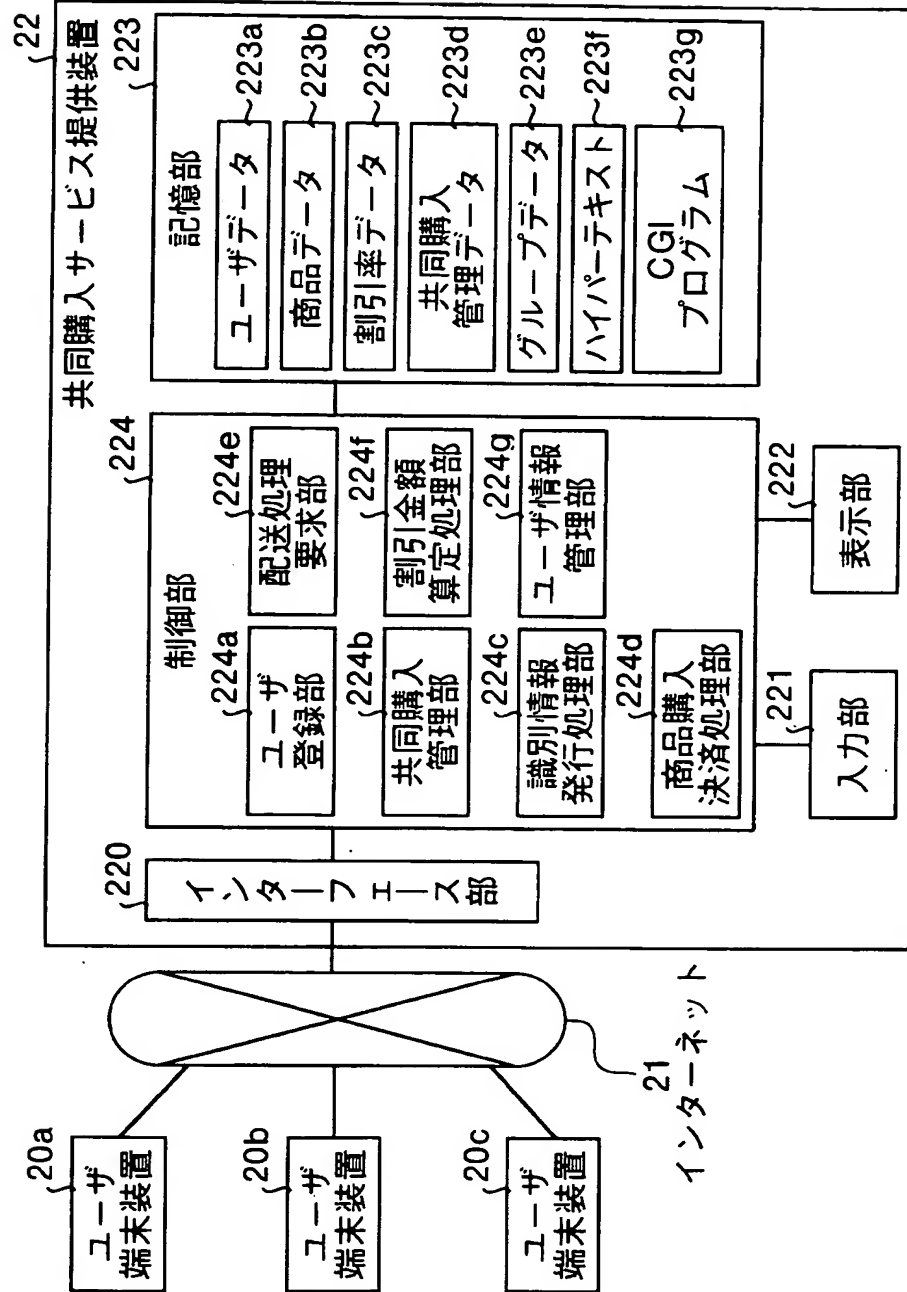 22
共同購入サービス提供装置
20a
ユーザ
端末装置
20b
ユーザ
端末装置
20c
ユーザ
端末装置
21
インターネット
220
インターフェース部
224
制御部
224a
ユーザ
登録部
224b
共同購入
管理部
224c
識別情報
発行処理部
224d
商品購入
決済処理部
224e
配送処理
要求部
224f
割引金額
算定処理部
224g
ユーザ情報
管理部
221
入力部
222
表示部
223
記憶部
ユーザデータ
223a
商品データ
223b
割引率データ
223c
共同購入
管理データ
223d
グループデータ
223e
ハイパーテキスト
223f
CGI
プログラム
223g